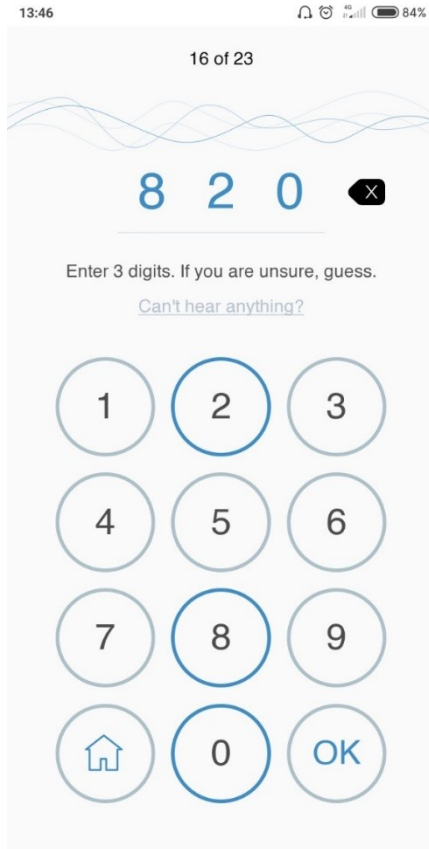 13:46 4G 84%
16 of 23
8 2 0 X
Enter 3 digits. If you are unsure, guess.
Can't hear anything?
1 2 3
4 5 6
7 8 9
0 OK